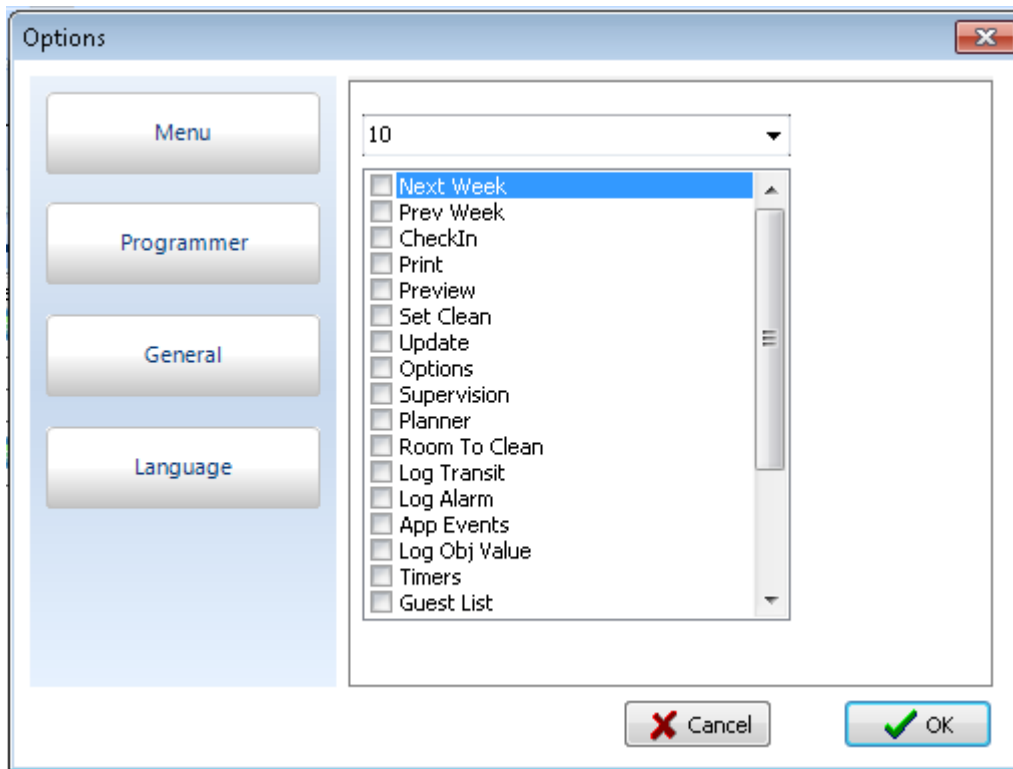 Options
Menu
Programmer
General
Language
10
Next Week
Prev Week
CheckIn
Print
Preview
Set Clean
Update
Options
Supervision
Planner
Room To Clean
Log Transit
Log Alarm
App Events
Log Obj Value
Timers
Guest List
Cancel
OK